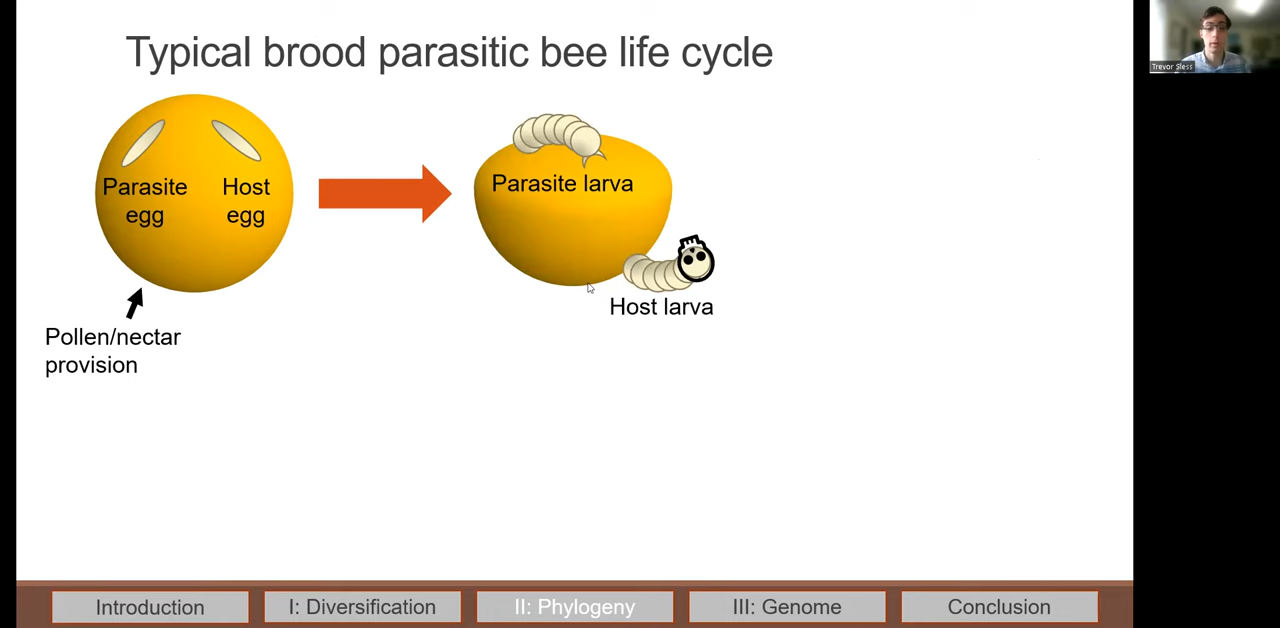 Typical brood parasitic bee life cycle
Trevor Sless
Parasite
egg
Host
egg
Parasite larva
Host larva
Pollen/nectar
provision
Introduction
I: Diversification
II: Phylogeny
III: Genome
Conclusion